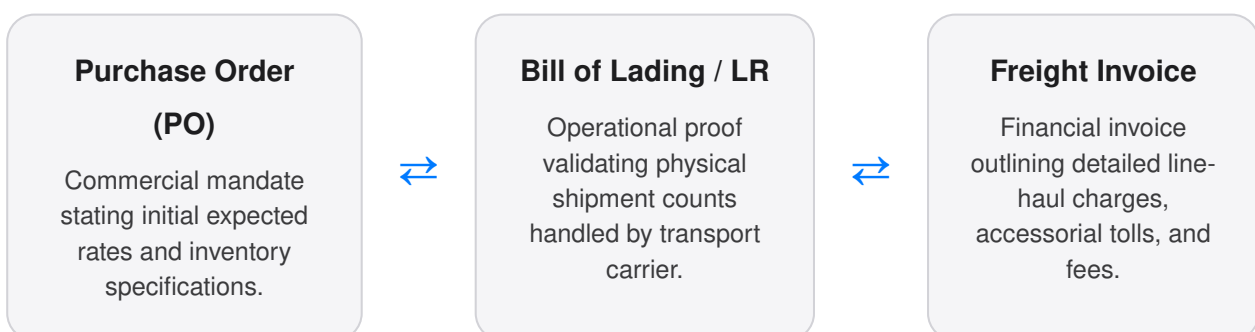 Purchase Order
(PO)
Commercial mandate
stating initial expected
rates and inventory
specifications.
Bill of Lading / LR
Operational proof
validating physical
shipment counts
handled by transport
carrier.
Freight Invoice
Financial invoice
outlining detailed line-
haul charges,
accessorial tolls, and
fees.